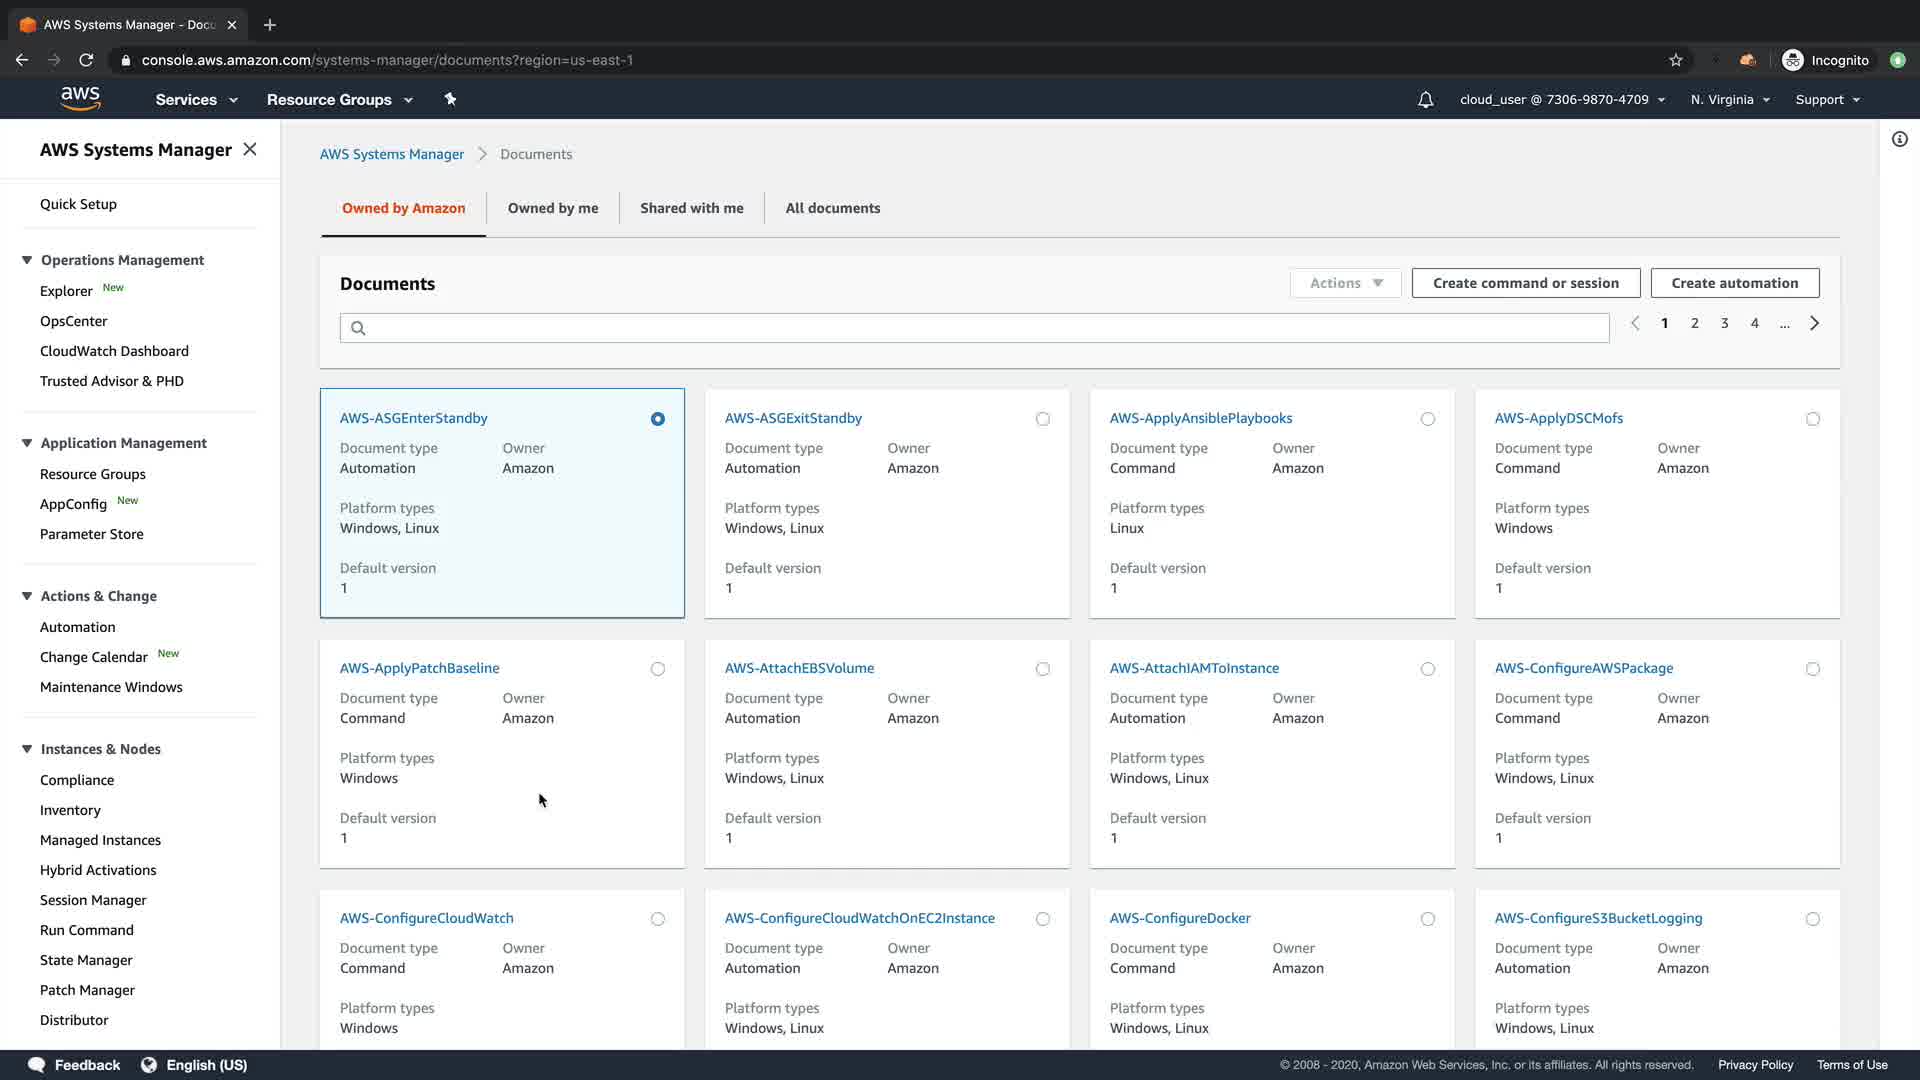 AWS Systems Manager - Docu
console.aws.amazon.com/systems-manager/documents?region=us-east-1
Incognito
aws
Services
Resource Groups
cloud_user @ 7306-9870-4709
N. Virginia
Support
AWS Systems Manager
Quick Setup
Operations Management
Explorer New
OpsCenter
CloudWatch Dashboard
Trusted Advisor & PHD
Application Management
Resource Groups
AppConfig New
Parameter Store
Actions & Change
Automation
Change Calendar New
Maintenance Windows
Instances & Nodes
Compliance
Inventory
Managed Instances
Hybrid Activations
Session Manager
Run Command
State Manager
Patch Manager
Distributor
AWS Systems Manager > Documents
Owned by Amazon
Owned by me
Shared with me
All documents
Documents
Actions
Create command or session
Create automation
1 2 3 4 ...
AWS-ASGEnterStandby
Document type Owner
Automation Amazon
Platform types
Windows, Linux
Default version
1
AWS-ASGExitStandby
Document type Owner
Automation Amazon
Platform types
Windows, Linux
Default version
1
AWS-ApplyAnsiblePlaybooks
Document type Owner
Command Amazon
Platform types
Linux
Default version
1
AWS-ApplyDSCMofs
Document type Owner
Command Amazon
Platform types
Windows
Default version
1
AWS-ApplyPatchBaseline
Document type Owner
Command Amazon
Platform types
Windows
Default version
1
AWS-AttachEBSVolume
Document type Owner
Automation Amazon
Platform types
Windows, Linux
Default version
1
AWS-AttachIAMToInstance
Document type Owner
Automation Amazon
Platform types
Windows, Linux
Default version
1
AWS-ConfigureAWSPackage
Document type Owner
Command Amazon
Platform types
Windows, Linux
Default version
1
AWS-ConfigureCloudWatch
Document type Owner
Command Amazon
Platform types
Windows
AWS-ConfigureCloudWatchOnEC2Instance
Document type Owner
Automation Amazon
Platform types
Windows, Linux
AWS-ConfigureDocker
Document type Owner
Command Amazon
Platform types
Windows, Linux
AWS-ConfigureS3BucketLogging
Document type Owner
Automation Amazon
Platform types
Windows, Linux
Feedback
English (US)
© 2008 - 2020, Amazon Web Services, Inc. or its affiliates. All rights reserved.
Privacy Policy
Terms of Use